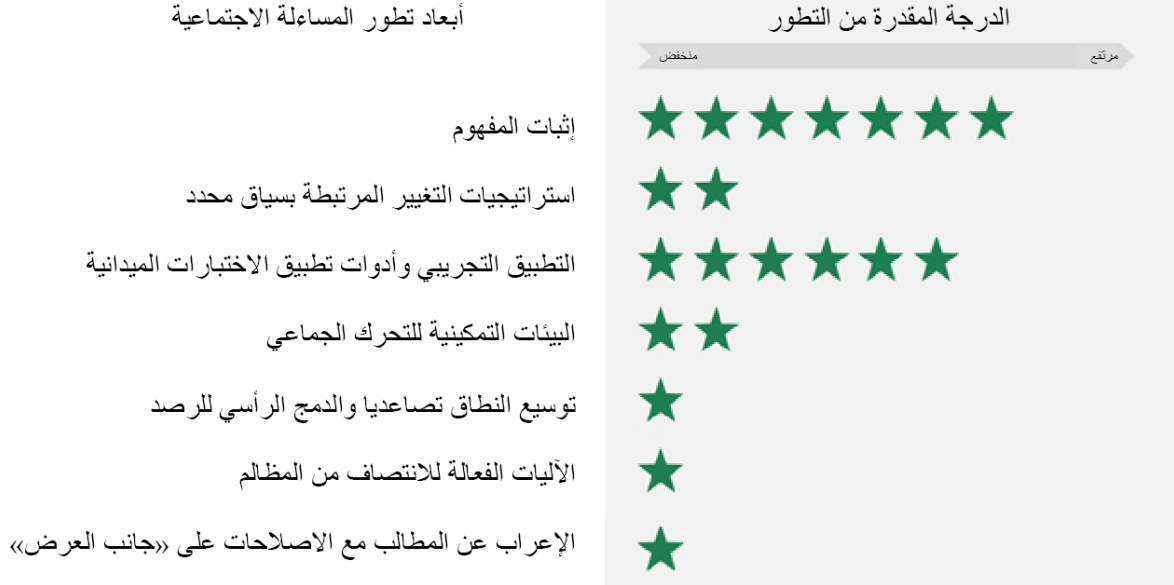 أبعاد تطور المساءلة الاجتماعية
الدرجة المقدرة من التطور
منخفض
مرتفع
إثبات المفهوم
استراتيجيات التغيير المرتبطة بسياق محدد
التطبيق التجريبي وأدوات تطبيق الاختبارات الميدانية
البيئات التمكينية للتحرك الجماعي
توسيع النطاق تصاعديا والدمج الرأسي للرصد
الآليات الفعالة للانتصاف من المظالم
الإعراب عن المطالب مع الاصلاحات على «جانب العرض»